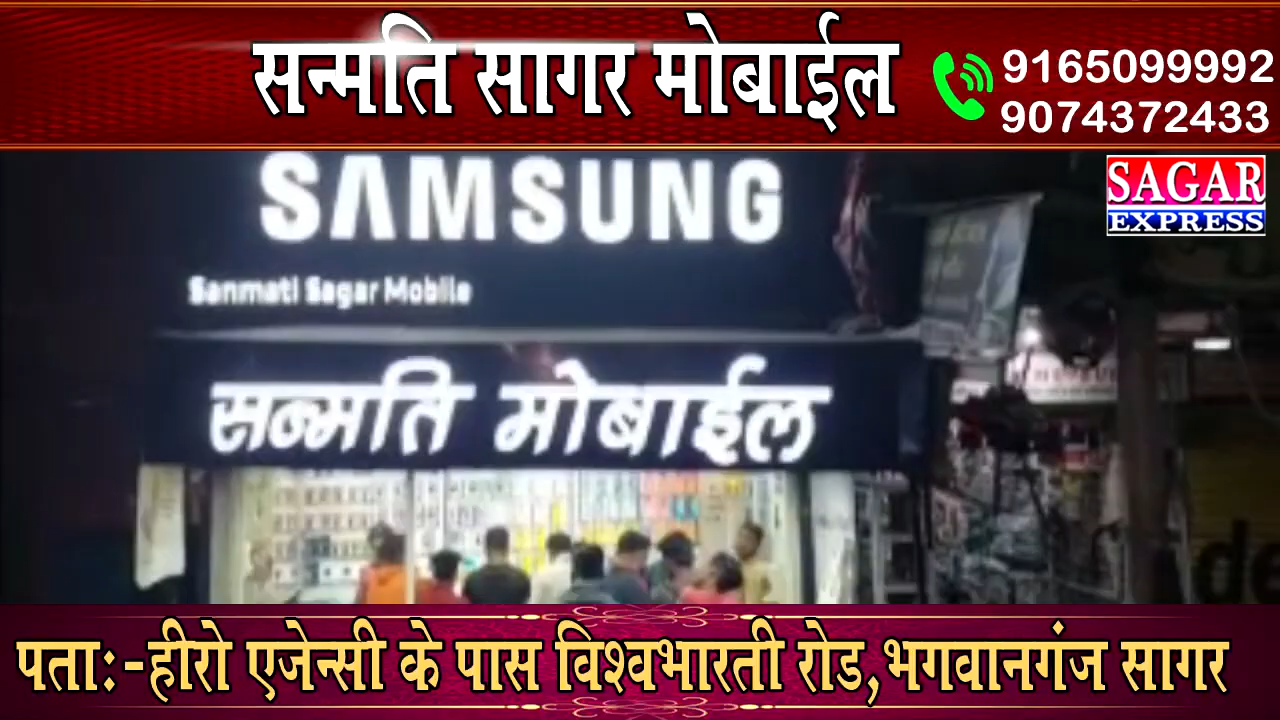 सन्मति सागर मोबाईल
9165099992
9074372433
SAGAR
EXPRESS
SAMSUNG
Sanmati Sagar Mobile
सन्मति मोबाईल
de
पताः-हीरो एजेन्सी के पास विश्वभारती रोड,भगवानगंज सागर